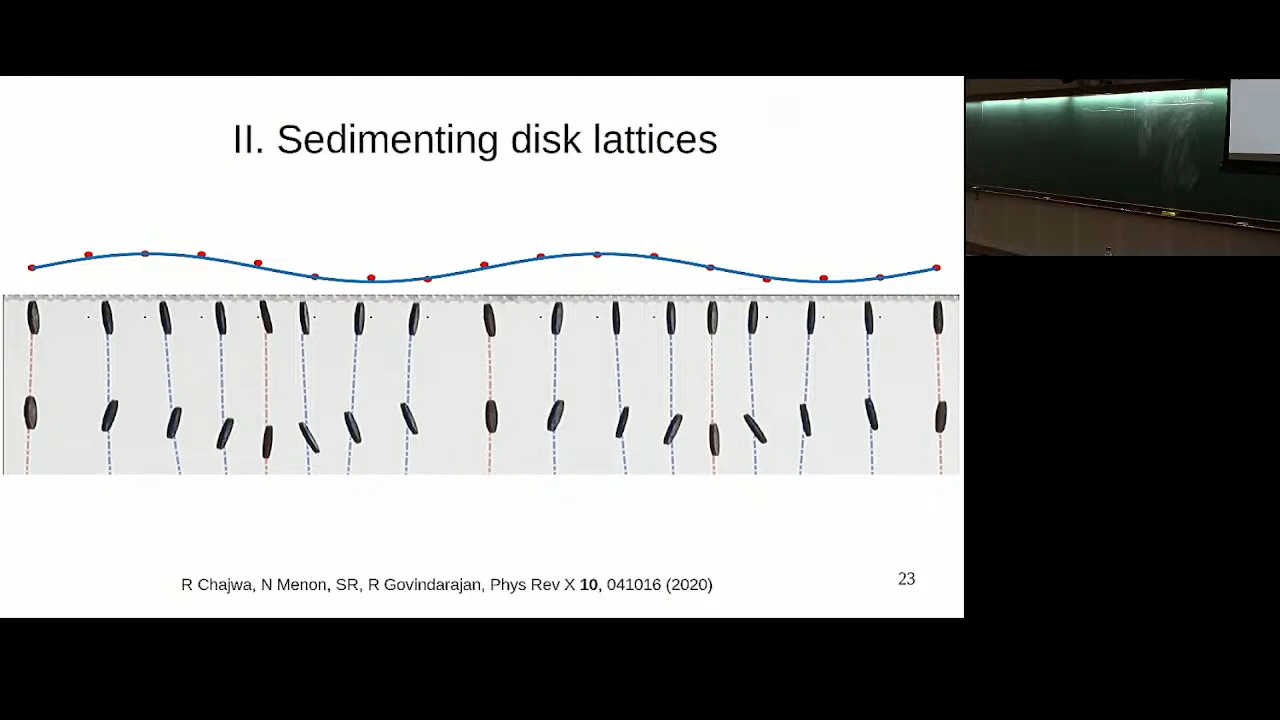 II. Sedimenting disk lattices
R Chajwa, N Menon, SR, R Govindarajan, Phys Rev X 10, 041016 (2020)
23